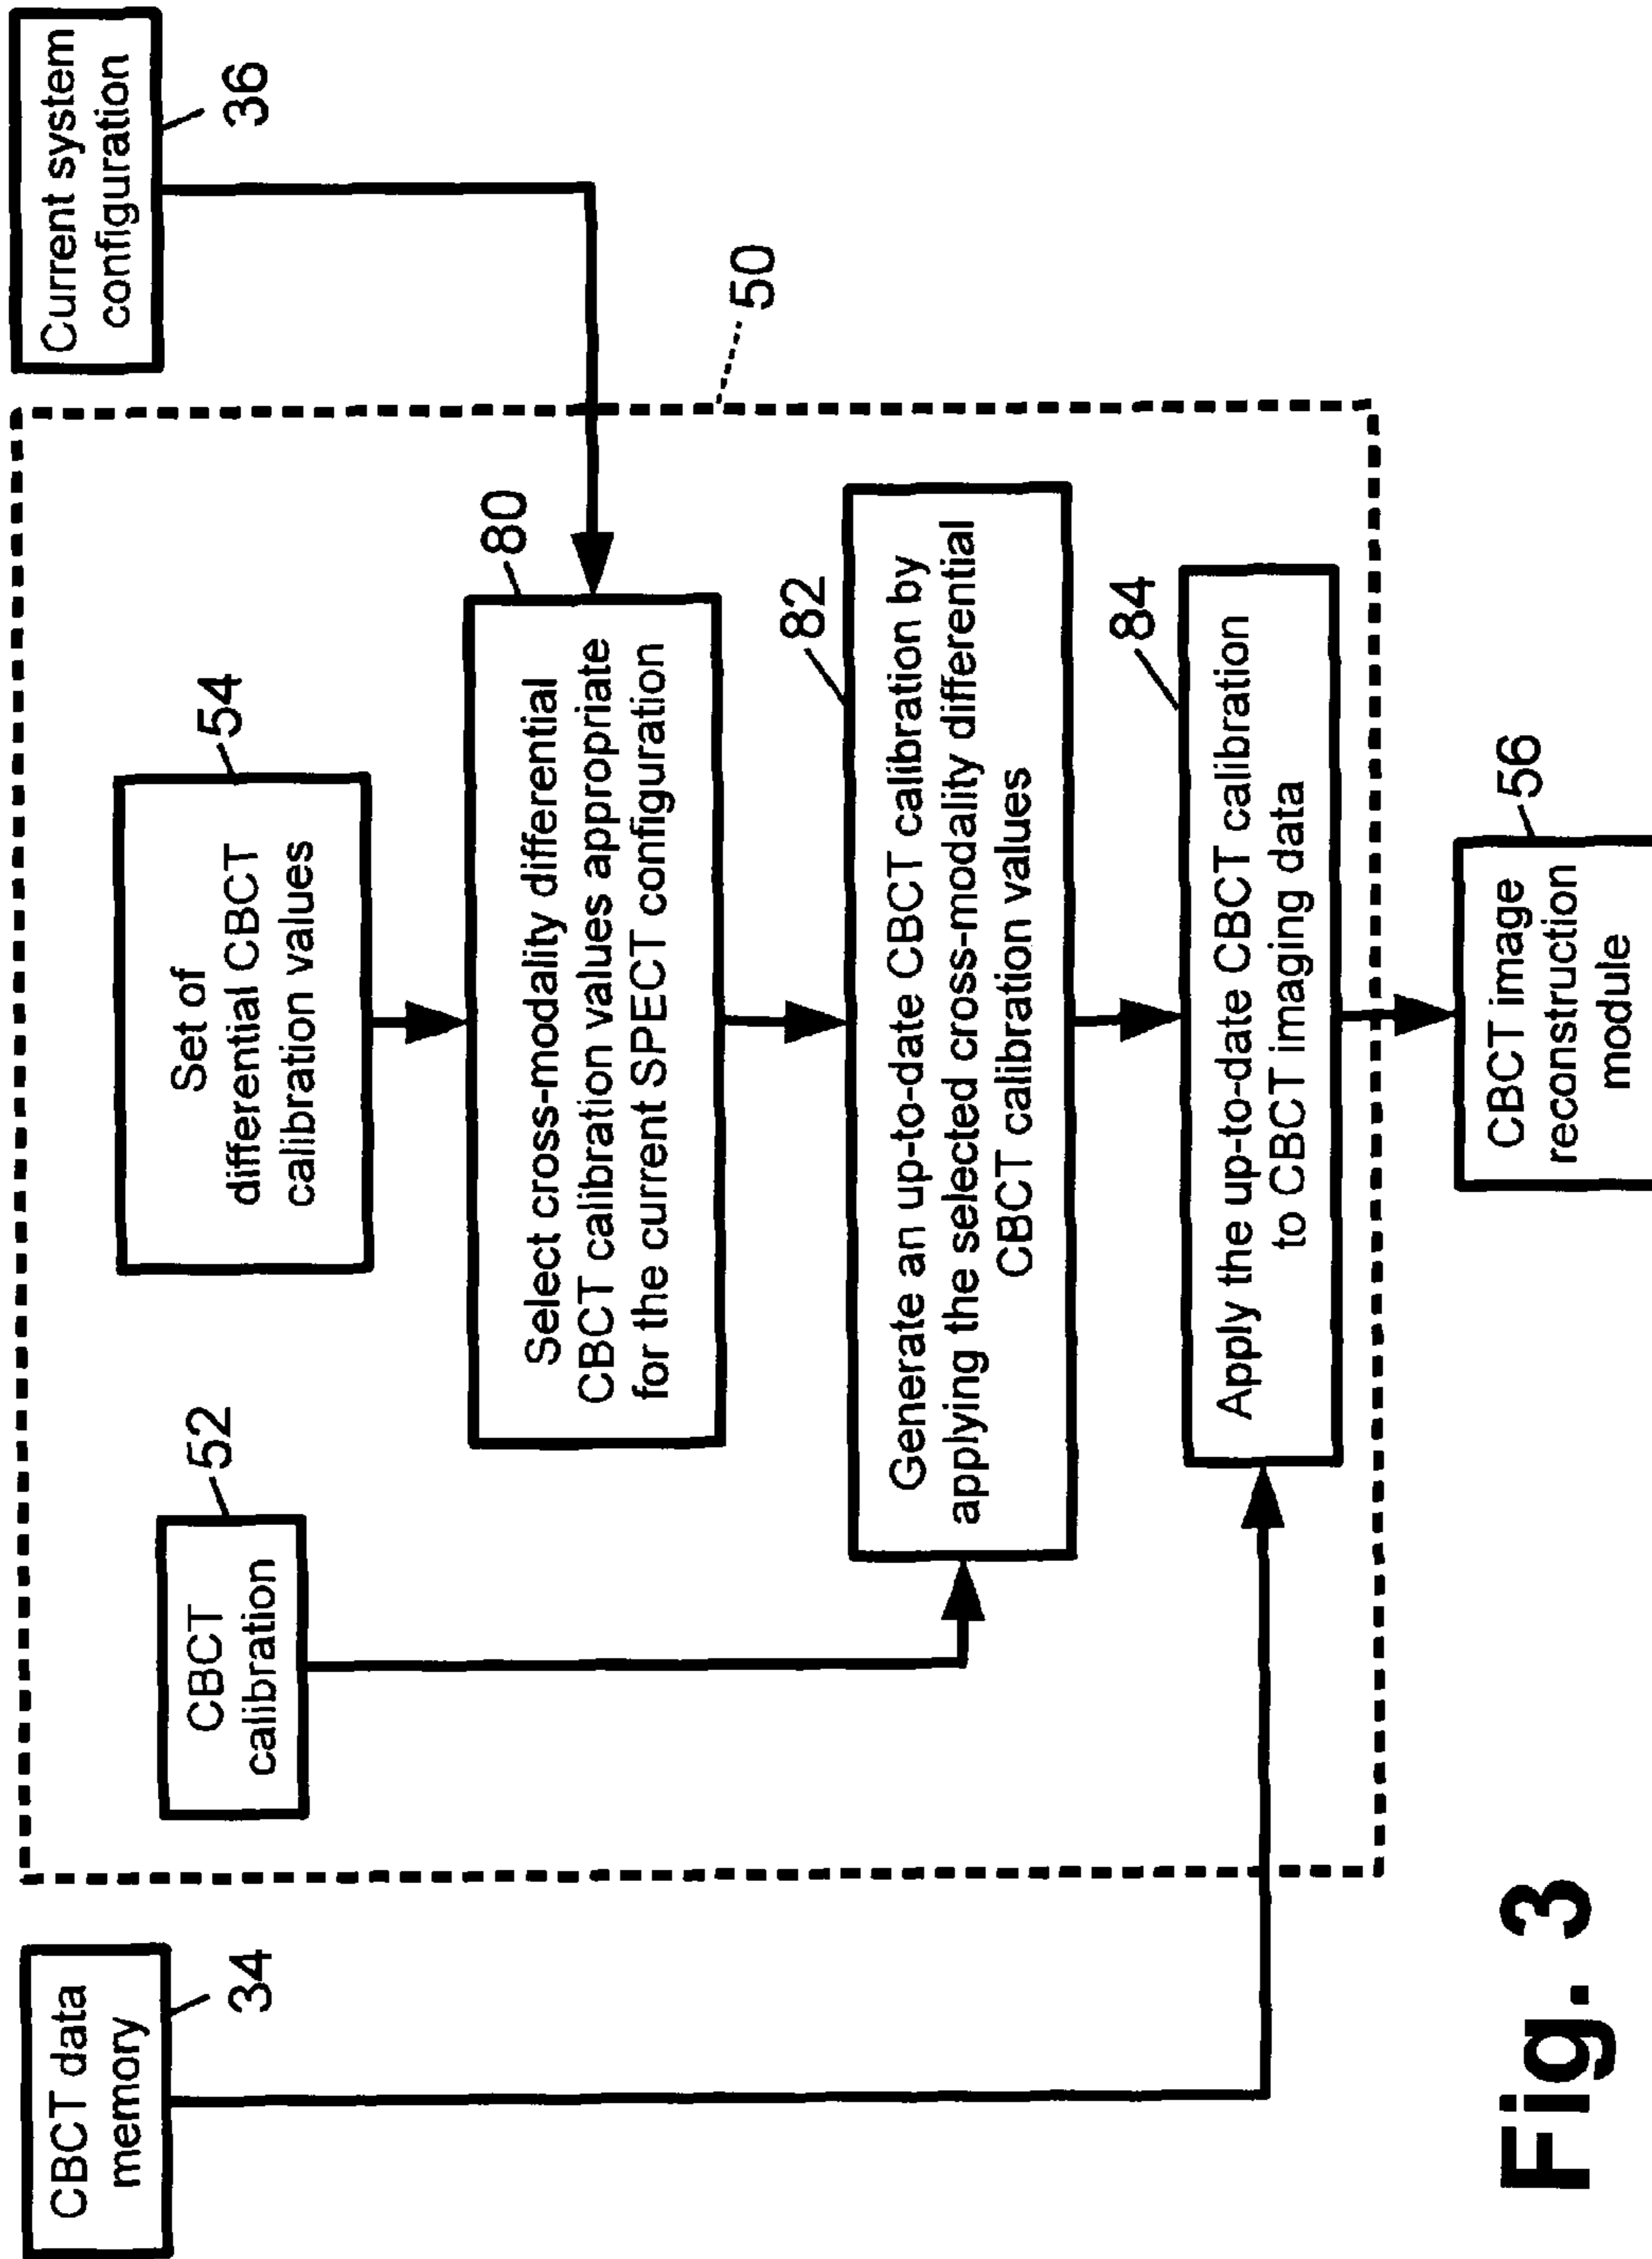 CBCT data
memory
34
CBCT
calibration
52
Set of
differential CBCT
calibration values
54
Current system
configuration
36
50
Select cross-modality differential
CBCT calibration values appropriate
for the current SPECT configuration
80
Generate an up-to-date CBCT calibration by
applying the selected cross-modality differential
CBCT calibration values
82
Apply the up-to-date CBCT calibration
to CBCT imaging data
84
CBCT image
reconstruction
module
56
Fig. 3